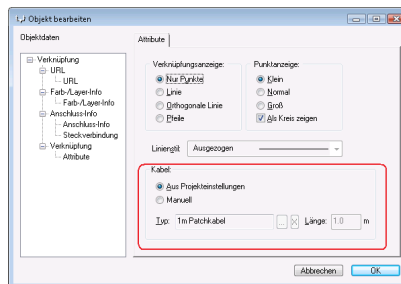 Objekt bearbeiten
Objektdaten
Verknüpfung
URL
URL
Farb-/Layer-Info
Farb-/Layer-Info
Anschluss-Info
Anschluss-Info
Steckverbindung
Verknüpfung
Attribute
Attribute
Verknüpfungsanzeige:
Nur Punkte
Linie
Orthogonale Linie
Pfeile
Punktanzeige:
Klein
Normal
Groß
Als Kreis zeigen
Linienstil: Ausgezogen
Kabel:
Aus Projekteinstellungen
Manuell
Typ: 1m Patchkabel ... Länge: 1.0 m
Abbrechen OK